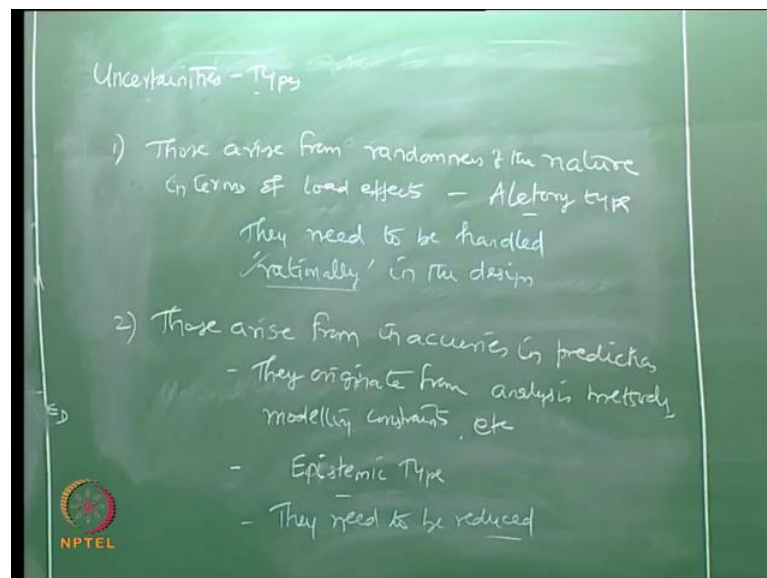 Uncertainties - Types
1) Those arise from randomness of the nature
in terms of load effects - Aletory type
They need to be handled
'rationally' in the design
2) Those arise from inaccuries in prediction
- They originate from analysis methods,
modelling constraints, etc
- Epistemic Type
- They need to be reduced
NPTEL